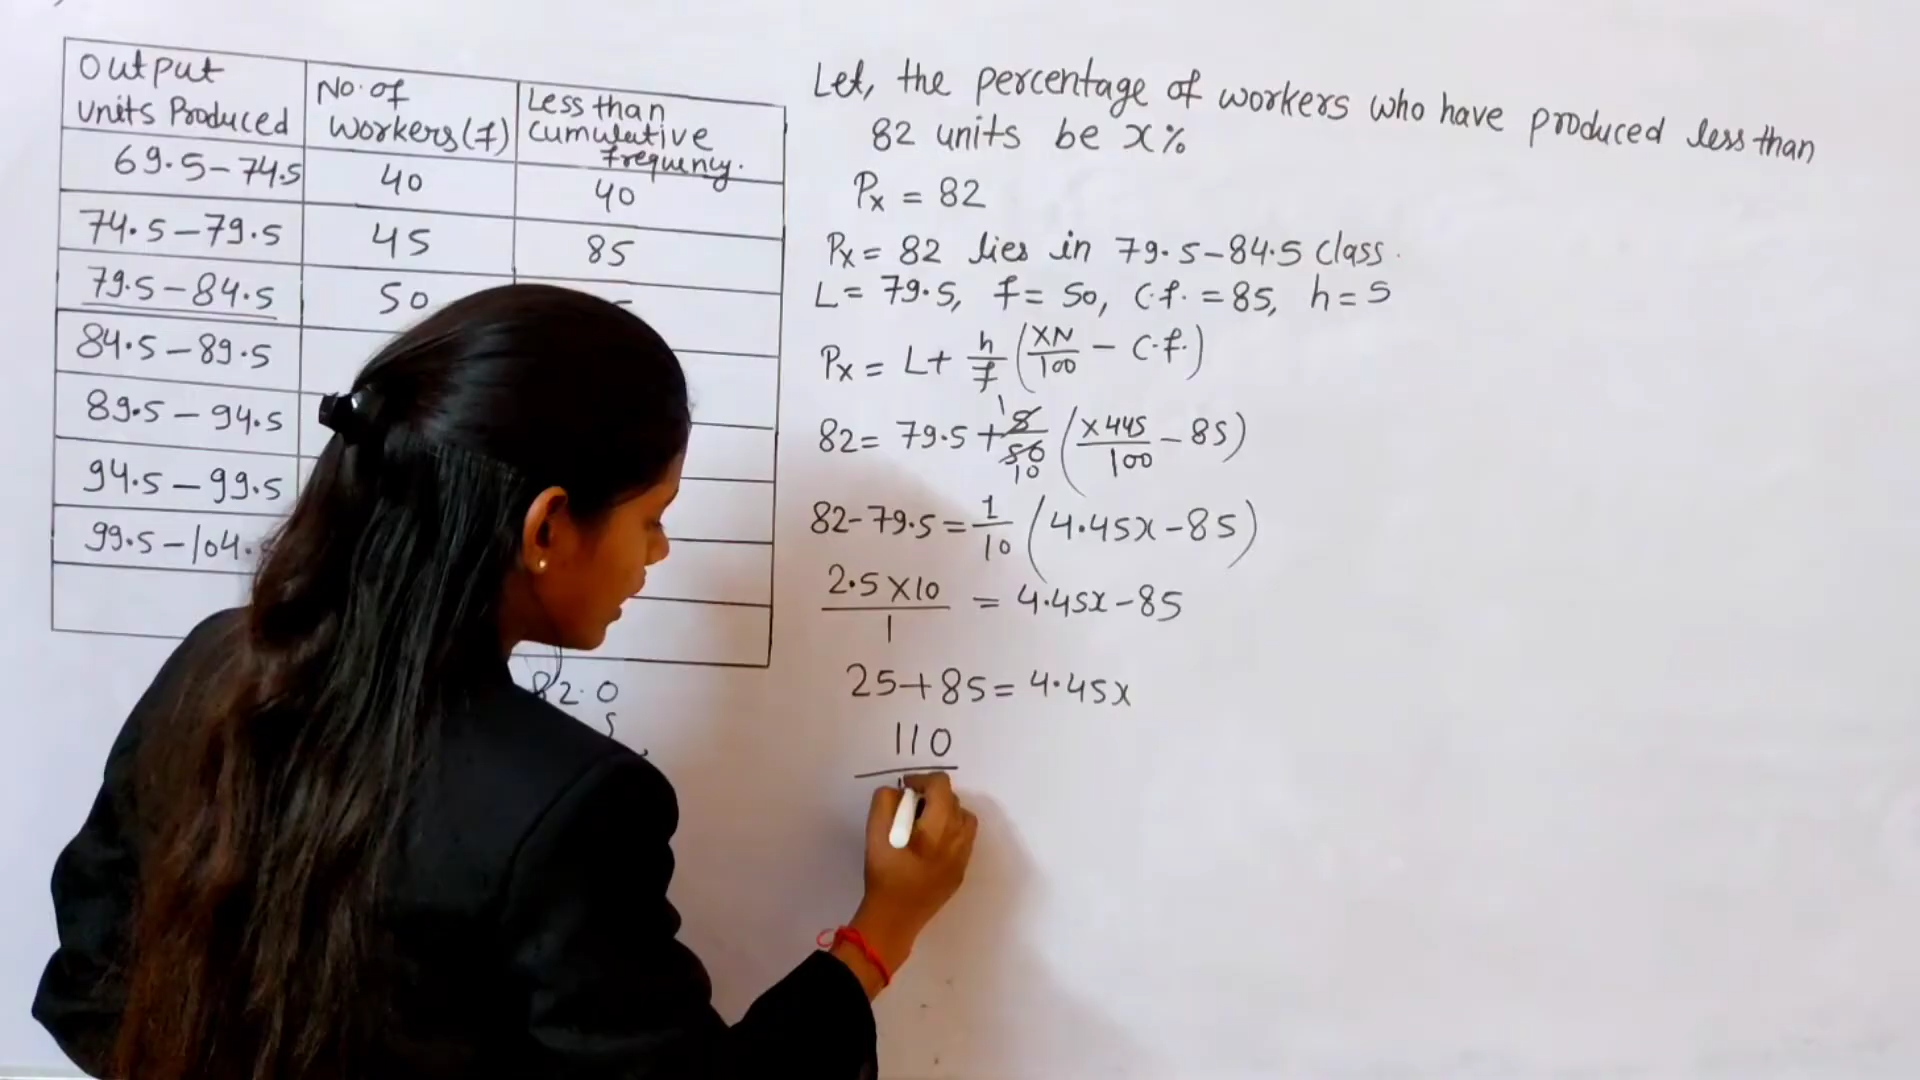 Output
units Produced
No. of
Workers (f)
Less than
Cumulative
frequency.
69.5-74.5 40 40
74.5-79.5 45 85
79.5-84.5 50
84.5-89.5
89.5-94.5
94.5-99.5
99.5-104.
82.0
Let, the percentage of workers who have produced less than
82 units be x%
Px = 82
Px = 82 lies in 79.5-84.5 class.
L = 79.5, f = 50, C.f. = 85, h = 5
Px = L + h/f (xN/100 - C.f.)
82 = 79.5 + 5/50 (x445/100 - 85)
1
10
82-79.5 = 1/10 (4.45x-85)
2.5x10/1 = 4.45x-85
25+85 = 4.45x
110